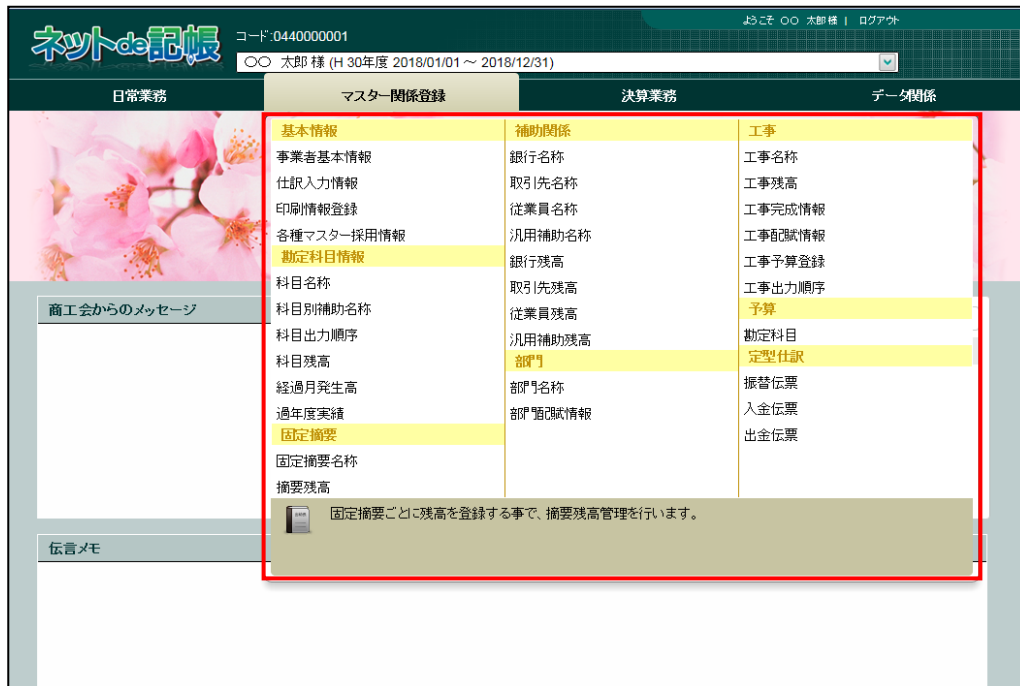 ようこそ 〇〇 太郎 様 | ログアウト
ネットde記帳
コード:0440000001
〇〇 太郎 様 (H 30年度 2018/01/01 ～ 2018/12/31)
日常業務 マスター関係登録 決算業務 データ関係
基本情報
事業者基本情報
仕訳入力情報
印刷情報登録
各種マスター採用情報
勘定科目情報
科目名称
科目別補助名称
科目出力順序
科目残高
経過月発生高
過年度実績
固定摘要
固定摘要名称
摘要残高
補助関係
銀行名称
取引先名称
従業員名称
汎用補助名称
銀行残高
取引先残高
従業員残高
汎用補助残高
部門
部門名称
部門配賦情報
工事
工事名称
工事残高
工事完成情報
工事配賦情報
工事予算登録
工事出力順序
予算
勘定科目
定型仕訳
振替伝票
入金伝票
出金伝票
固定摘要ごとに残高を登録する事で、摘要残高管理を行います。
商工会からのメッセージ
伝言メモ